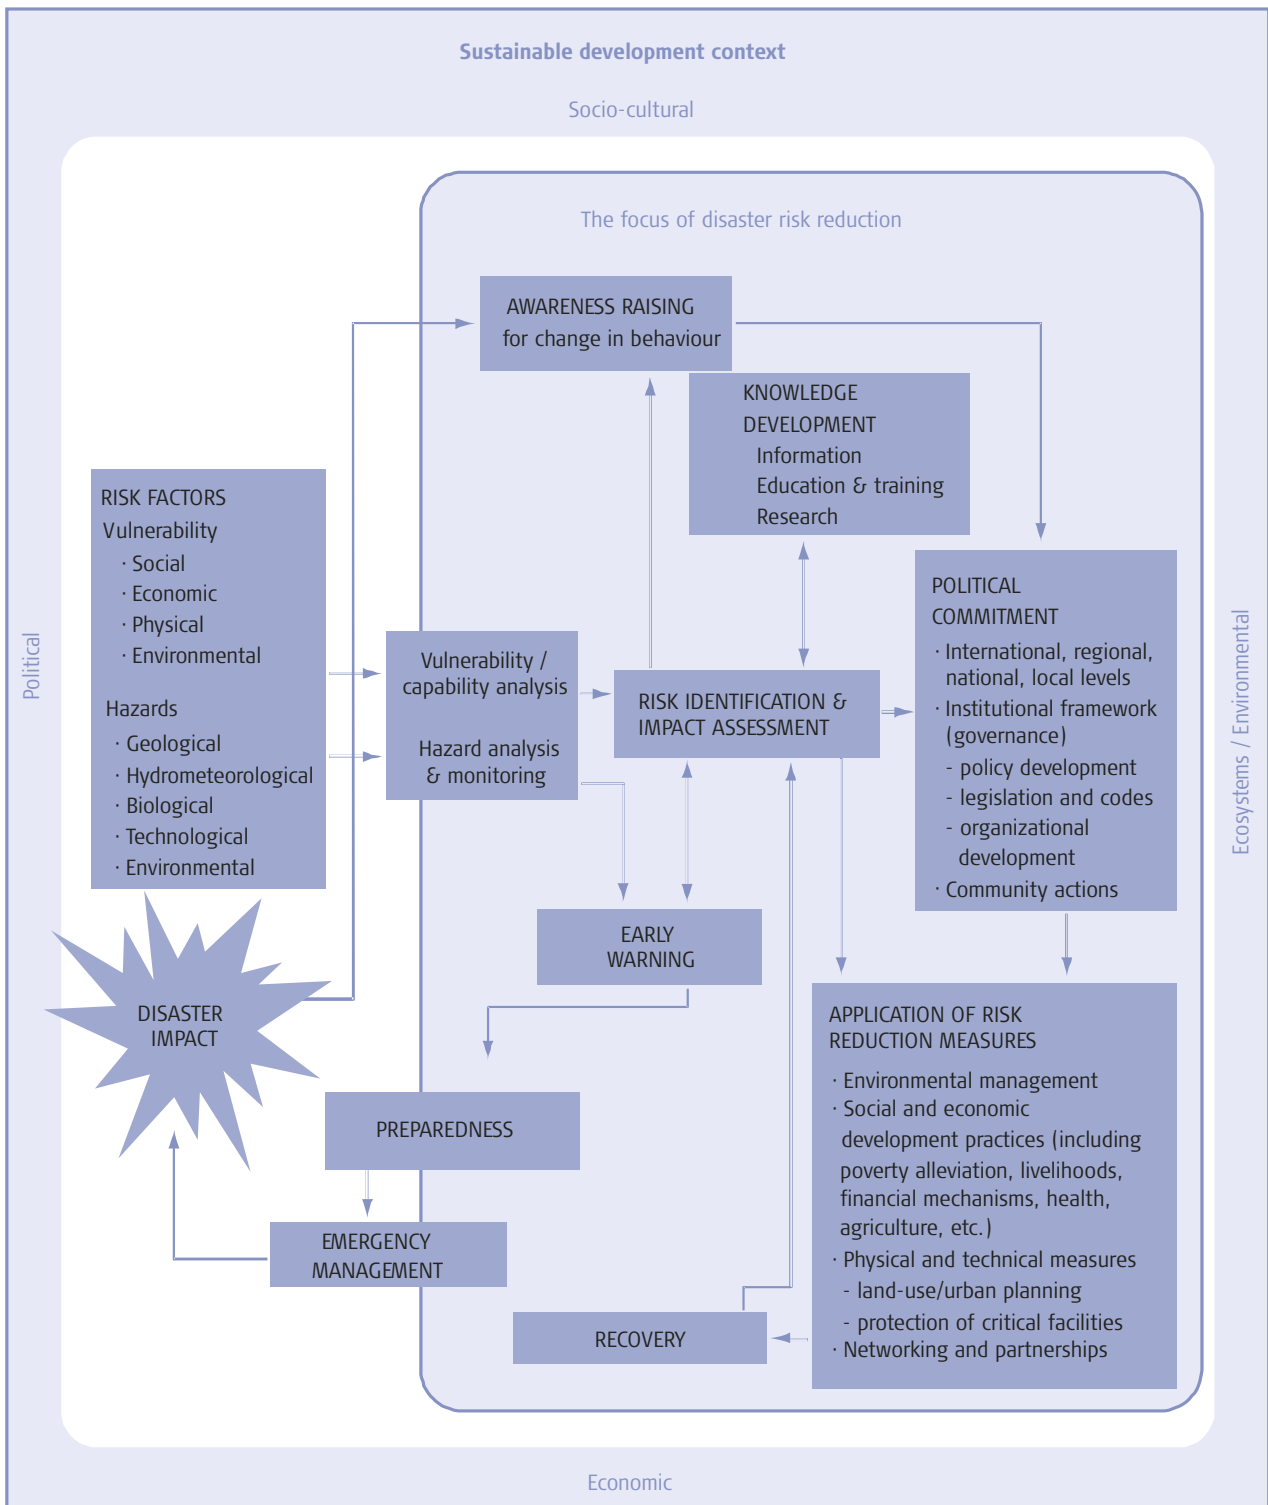 Sustainable development context
Socio-cultural
The focus of disaster risk reduction
AWARENESS RAISING
for change in behaviour
KNOWLEDGE
DEVELOPMENT
Information
Education & training
Research
RISK FACTORS
Vulnerability
· Social
· Economic
· Physical
· Environmental
Hazards
· Geological
· Hydrometeorological
· Biological
· Technological
· Environmental
Political
Vulnerability /
capability analysis
Hazard analysis
& monitoring
RISK IDENTIFICATION &
IMPACT ASSESSMENT
POLITICAL
COMMITMENT
· International, regional,
national, local levels
· Institutional framework
(governance)
- policy development
- legislation and codes
- organizational
development
· Community actions
Ecosystems / Environmental
EARLY
WARNING
DISASTER
IMPACT
APPLICATION OF RISK
REDUCTION MEASURES
· Environmental management
· Social and economic
development practices (including
poverty alleviation, livelihoods,
financial mechanisms, health,
agriculture, etc.)
· Physical and technical measures
- land-use/urban planning
- protection of critical facilities
· Networking and partnerships
PREPAREDNESS
EMERGENCY
MANAGEMENT
RECOVERY
Economic